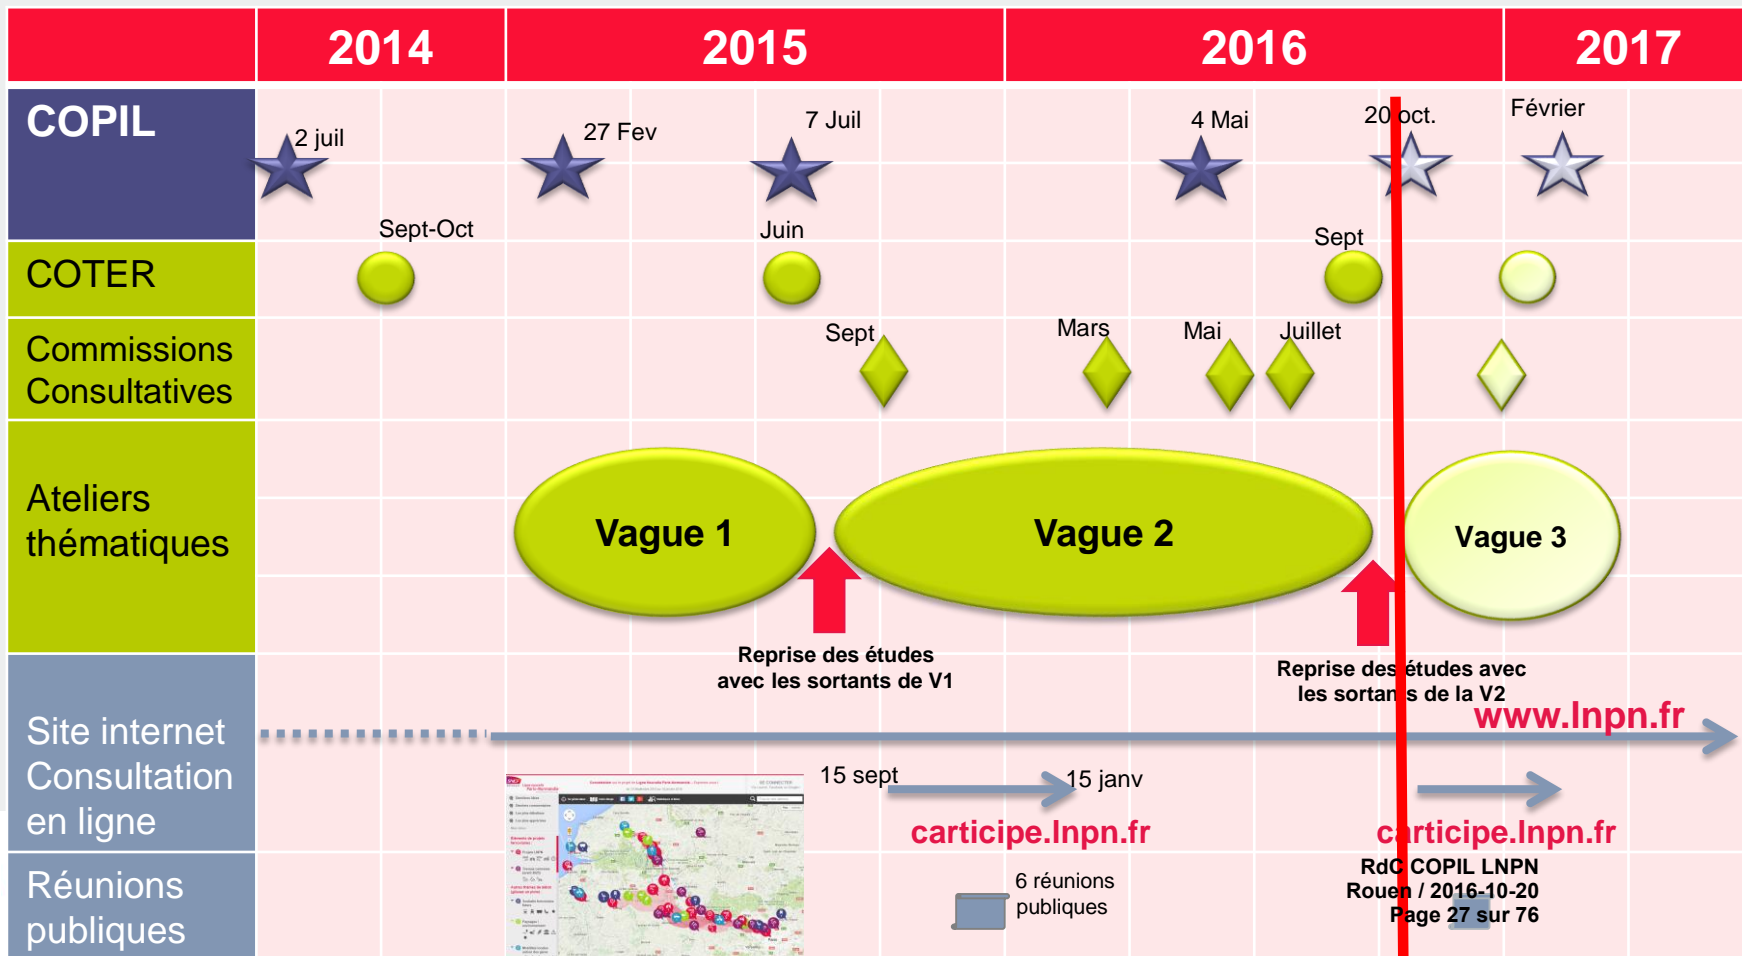 2014
2015
2016
2017
COPIL
2 juil
27 Fev
7 Juil
4 Mai
20 oct.
Février
Sept-Oct
Juin
Sept
COTER
Commissions
Consultatives
Sept
Mars
Mai
Juillet
Ateliers
thématiques
Vague 1
Vague 2
Vague 3
Reprise des études
avec les sortants de V1
Reprise des études avec
les sortants de la V2
www.lnpn.fr
Site internet
Consultation
en ligne
15 sept
15 janv
carticipe.lnpn.fr
carticipe.lnpn.fr
Réunions
publiques
6 réunions
publiques
RdC COPIL LNPN
Rouen / 2016-10-20
Page 27 sur 76